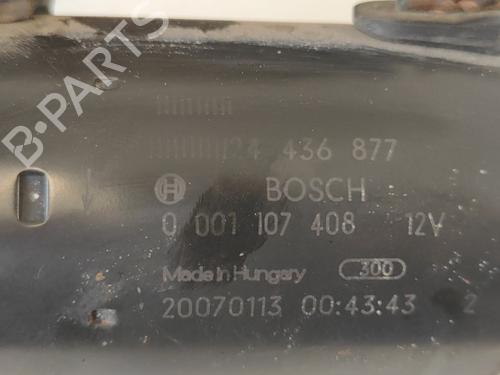 B-PARTS
24 436 877
BOSCH
0 001 107 408 12V
Made in Hungary 300
20070113 00:43:43 2